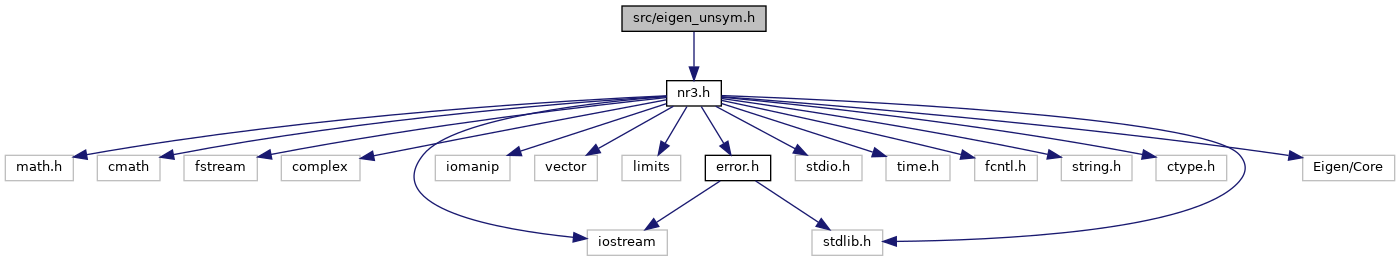 src/eigen_unsym.h
nr3.h
math.h
cmath
fstream
complex
iomanip
vector
limits
error.h
stdio.h
time.h
fcntl.h
string.h
ctype.h
Eigen/Core
iostream
stdlib.h